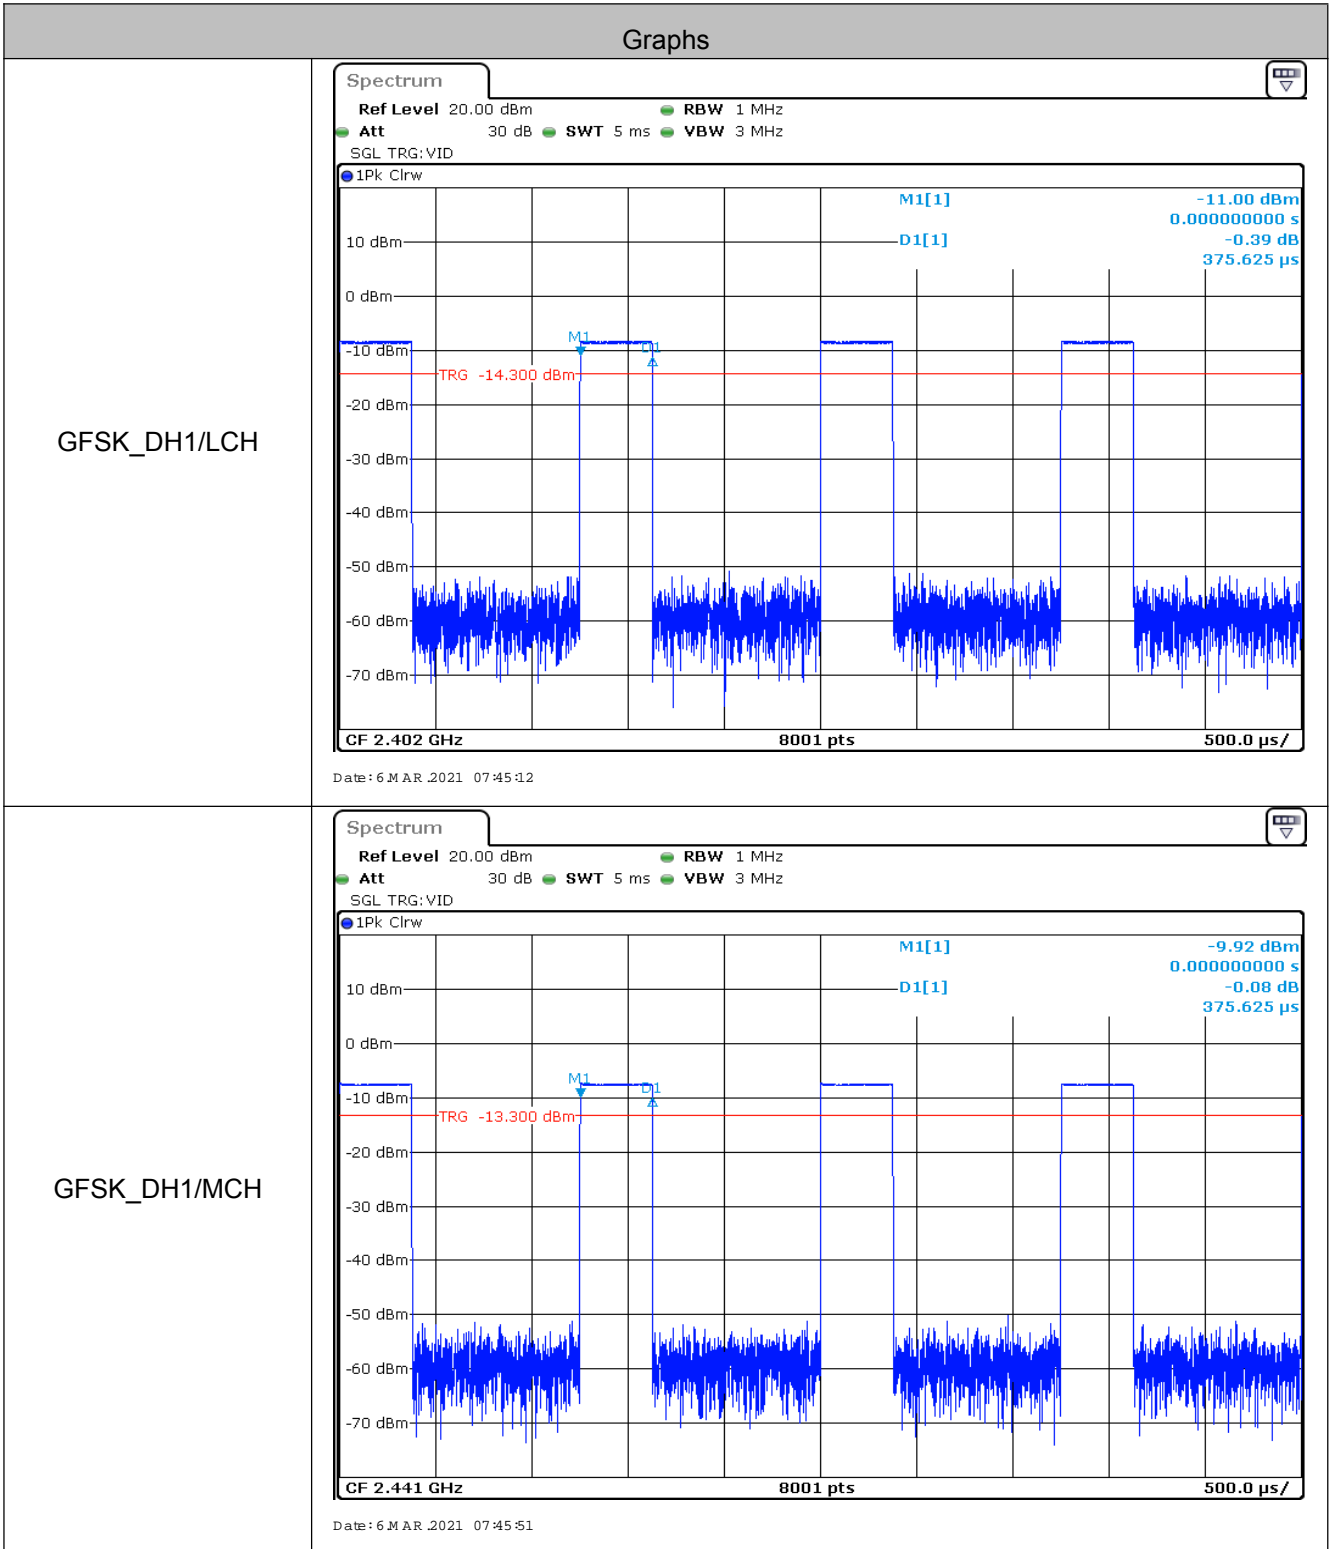 Graphs
GFSK_DH1/LCH
Spectrum
Ref Level 20.00 dBm RBW 1 MHz
Att 30 dB SWT 5 ms VBW 3 MHz
SGL TRG:VID
1Pk Clrw
M1[1] -11.00 dBm
0.000000000 s
10 dBm D1[1] -0.39 dB
375.625 µs
0 dBm
M1
D1
-10 dBm
TRG -14.300 dBm
-20 dBm
-30 dBm
-40 dBm
-50 dBm
-60 dBm
-70 dBm
CF 2.402 GHz 8001 pts 500.0 µs/
Date: 6.MAR.2021 07:45:12
GFSK_DH1/MCH
Spectrum
Ref Level 20.00 dBm RBW 1 MHz
Att 30 dB SWT 5 ms VBW 3 MHz
SGL TRG:VID
1Pk Clrw
M1[1] -9.92 dBm
0.000000000 s
10 dBm D1[1] -0.08 dB
375.625 µs
0 dBm
M1
D1
-10 dBm
TRG -13.300 dBm
-20 dBm
-30 dBm
-40 dBm
-50 dBm
-60 dBm
-70 dBm
CF 2.441 GHz 8001 pts 500.0 µs/
Date: 6.MAR.2021 07:45:51